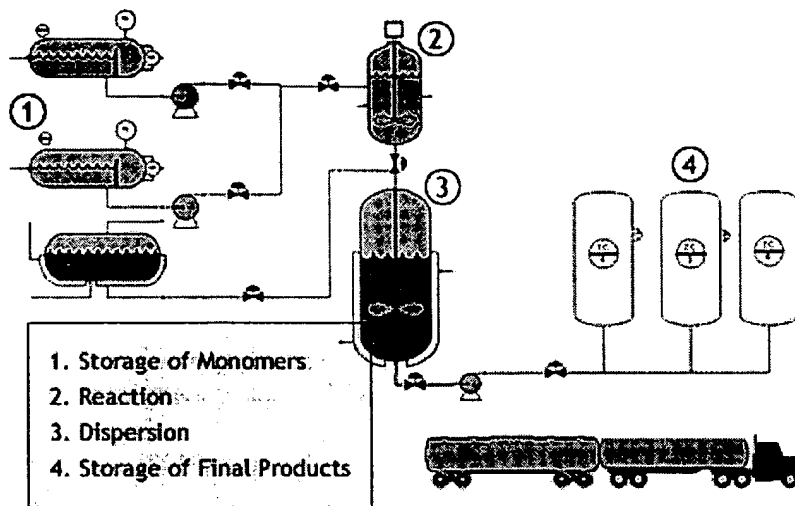 1
2
3
4
1. Storage of Monomers
2. Reaction
3. Dispersion
4. Storage of Final Products